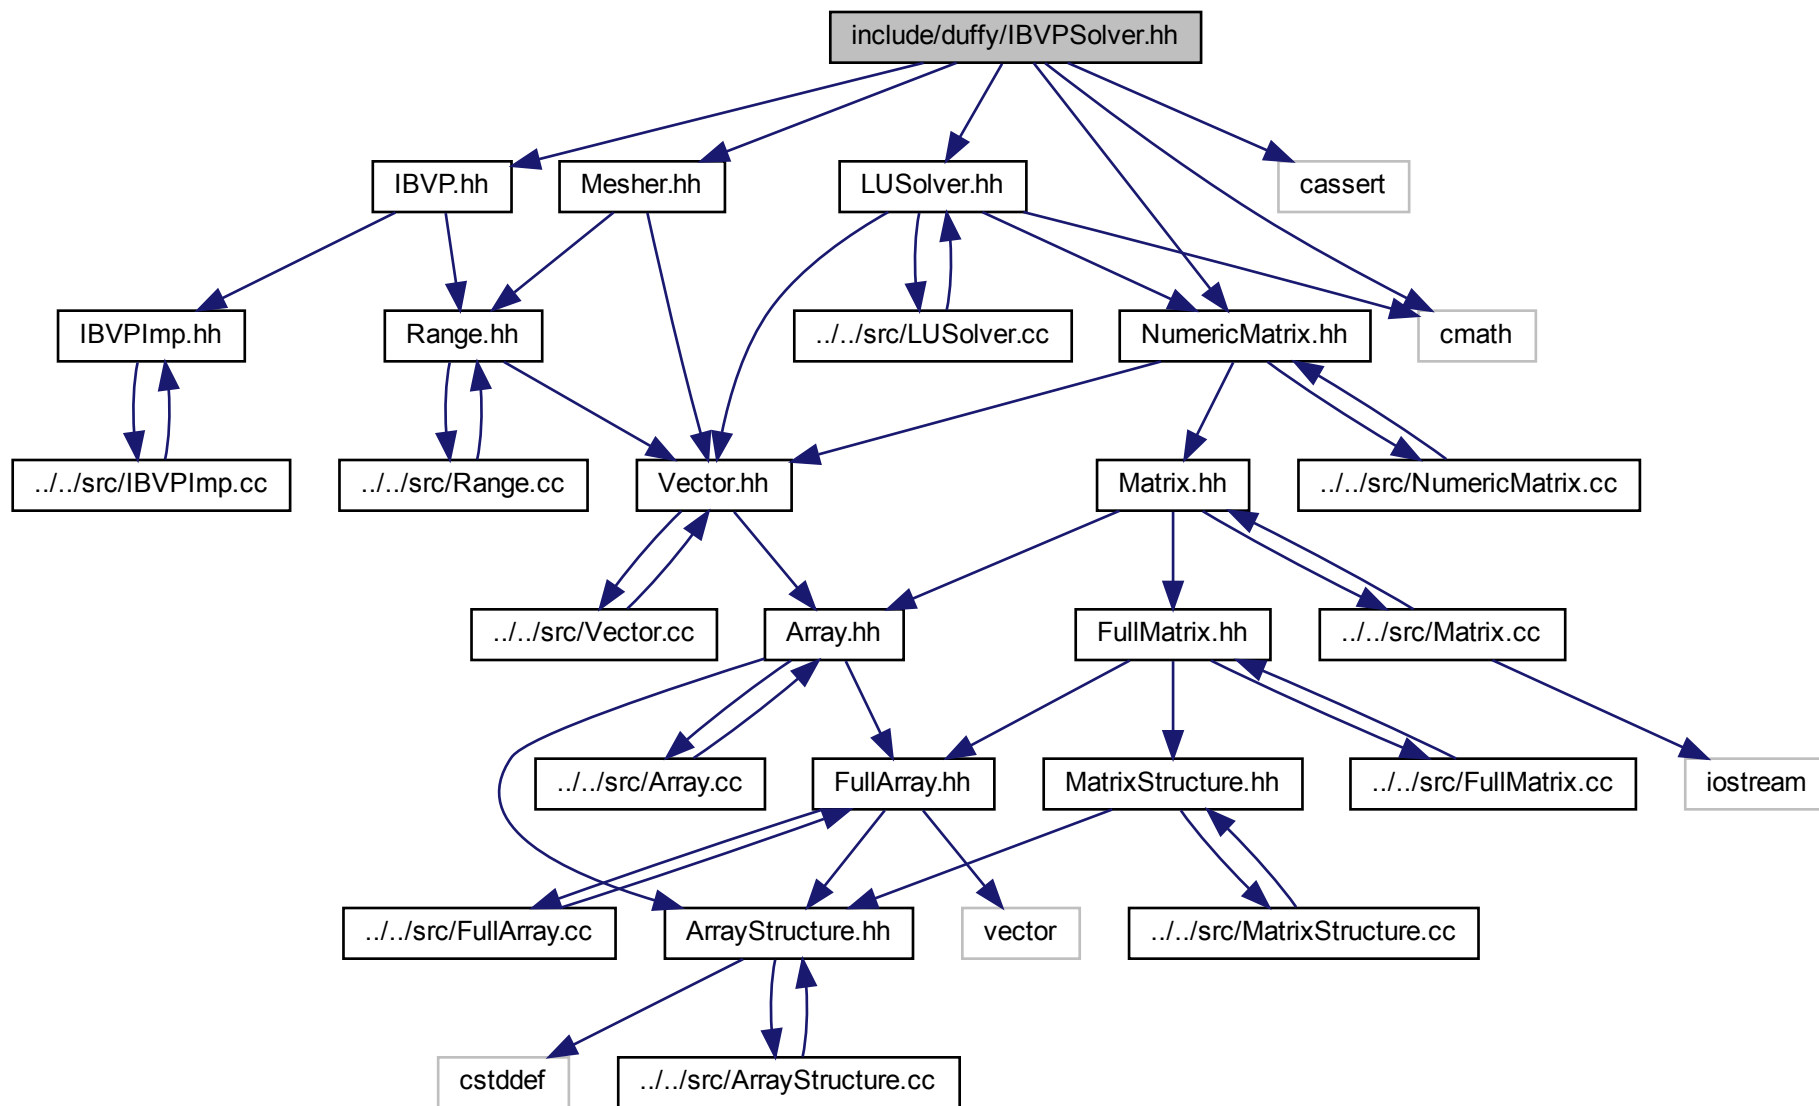 include/duffy/IBVPSolver.hh
IBVP.hh
Mesher.hh
LUSolver.hh
cassert
IBVPImp.hh
Range.hh
../../src/LUSolver.cc
NumericMatrix.hh
cmath
../../src/IBVPImp.cc
../../src/Range.cc
Vector.hh
Matrix.hh
../../src/NumericMatrix.cc
../../src/Vector.cc
Array.hh
FullMatrix.hh
../../src/Matrix.cc
../../src/Array.cc
FullArray.hh
MatrixStructure.hh
../../src/FullMatrix.cc
iostream
../../src/FullArray.cc
ArrayStructure.hh
vector
../../src/MatrixStructure.cc
cstddef
../../src/ArrayStructure.cc